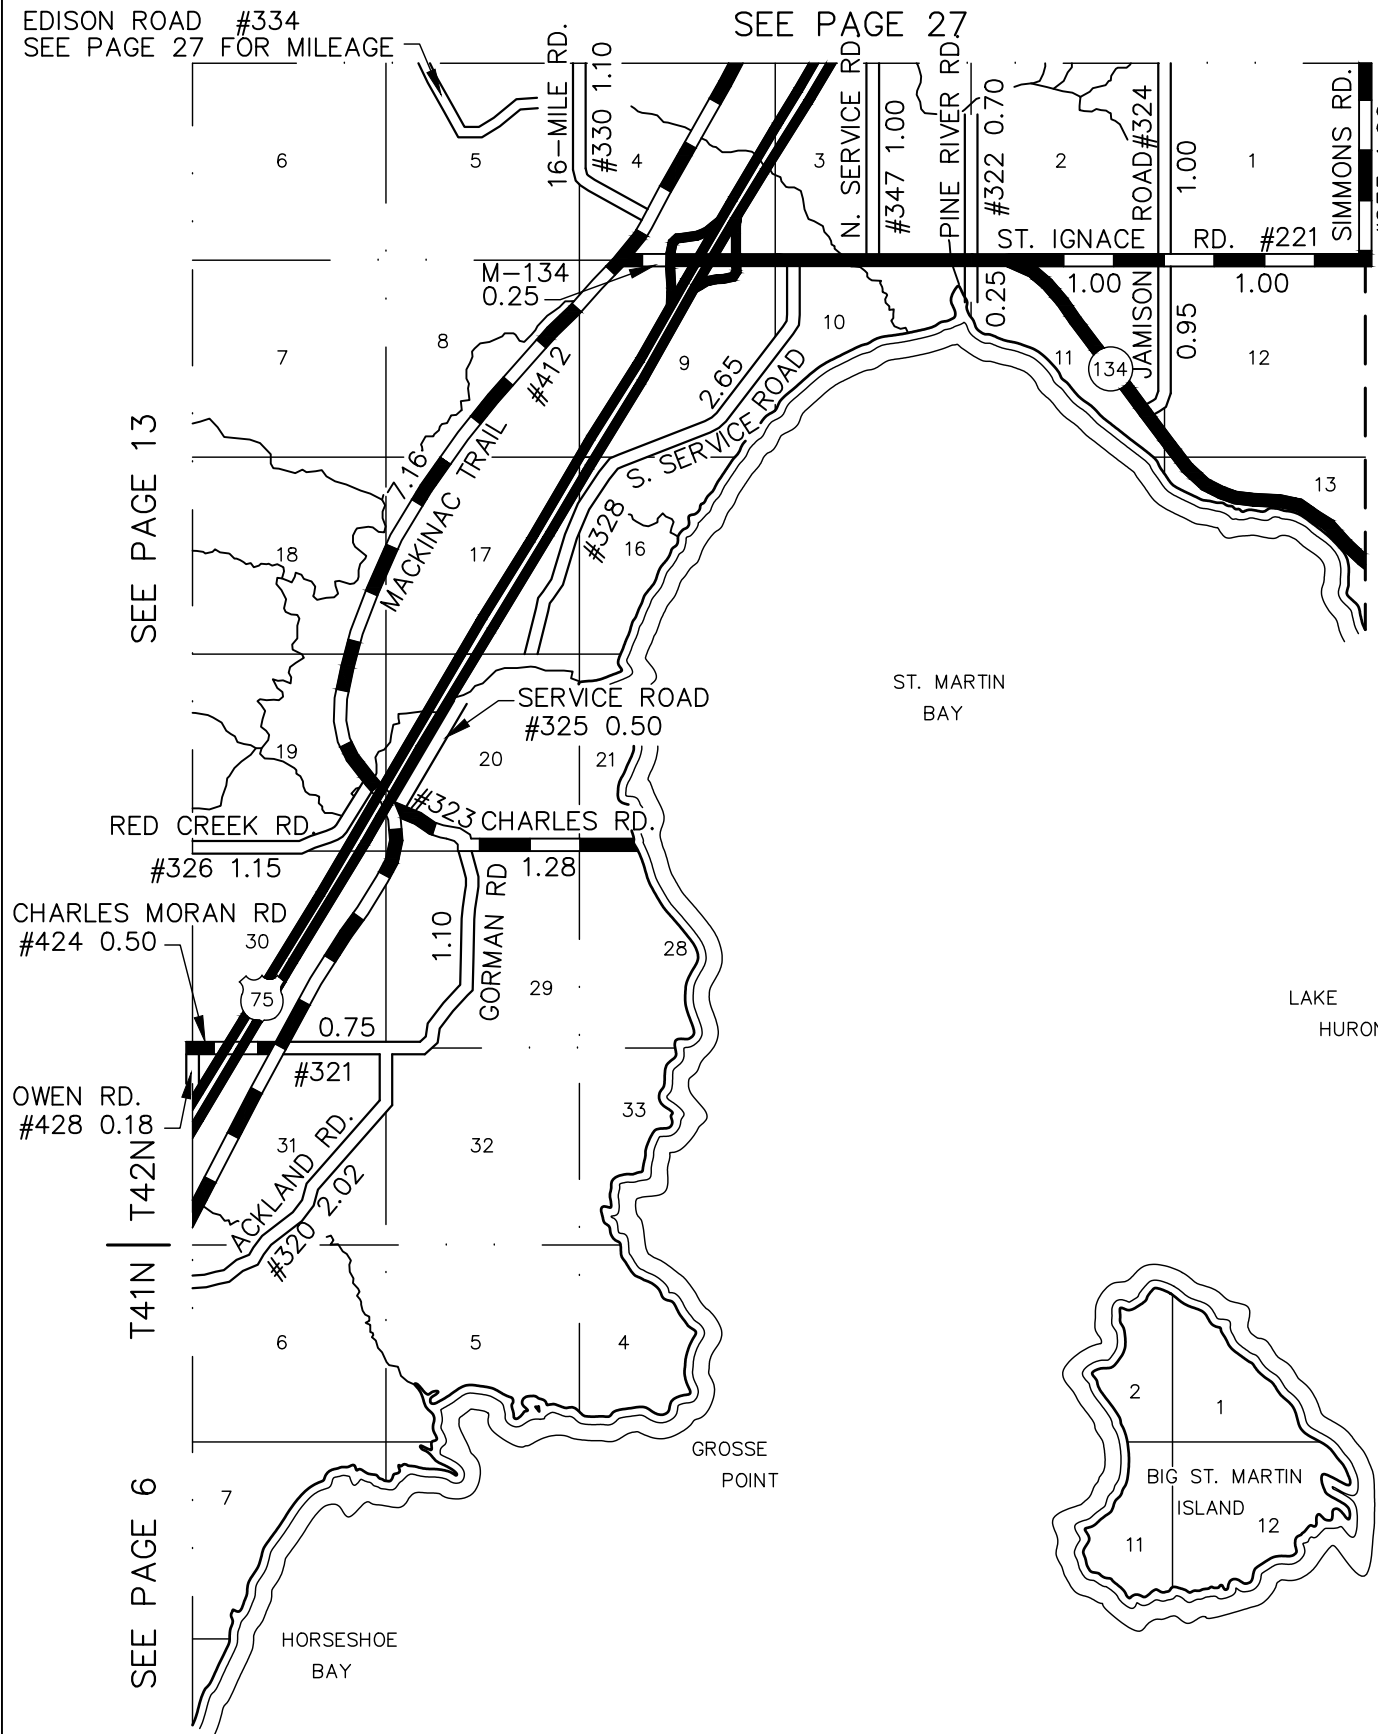 EDISON ROAD #334
SEE PAGE 27 FOR MILEAGE
SEE PAGE 27
16-MILE RD.
#330 1.10
N. SERVICE RD.
#347 1.00
PINE RIVER RD.
#322 0.70
JAMISON ROAD #324
1.00
SIMMONS RD.
6
5
4
3
2
1
ST. IGNACE RD. #221
M-134
0.25
0.25
1.00
1.00
0.95
7
8
9
10
11
134
12
#412
2.65
S. SERVICE ROAD
#328
7.16
MACKINAC TRAIL
SEE PAGE 13
18
17
16
13
ST. MARTIN
BAY
SERVICE ROAD
#325 0.50
19
20
21
#323
CHARLES RD.
1.28
RED CREEK RD.
#326 1.15
CHARLES MORAN RD
#424 0.50
30
75
1.10
GORMAN RD
29
28
LAKE
HURON
0.75
#321
OWEN RD.
#428 0.18
31
32
33
ACKLAND RD.
#320 2.02
T42N
T41N
6
5
4
2
1
GROSSE
POINT
BIG ST. MARTIN
ISLAND
11
12
7
SEE PAGE 6
HORSESHOE
BAY